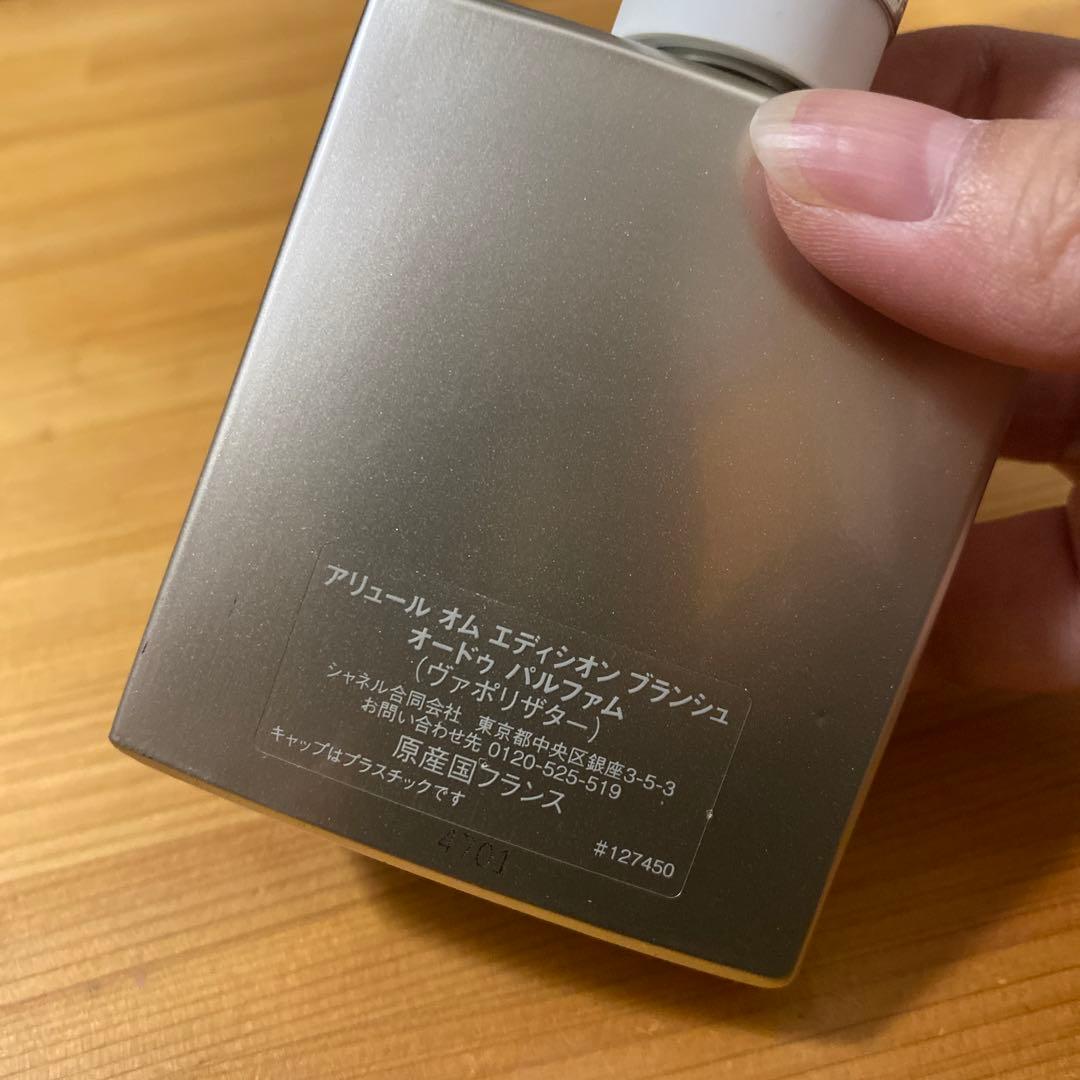 アリュール オム エディシオン ブランシュ
オードゥ パルファム
(ヴァポリザター)
シャネル合同会社 東京都中央区銀座3-5-3
お問い合わせ先 0120-525-519
原産国フランス
キャップはプラスチックです
#127450
4701